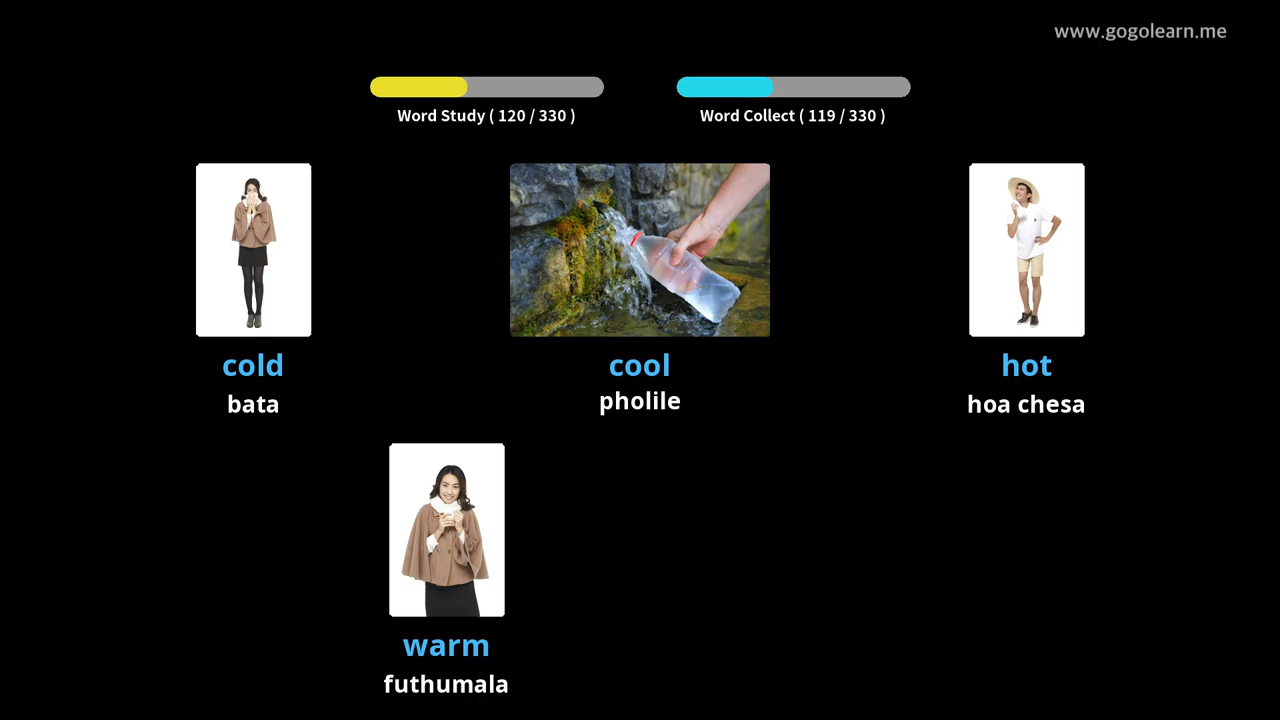 www.gogolearn.me
Word Study ( 120 / 330 )
Word Collect ( 119 / 330 )
cold
bata
cool
pholile
hot
hoa chesa
warm
futhumala